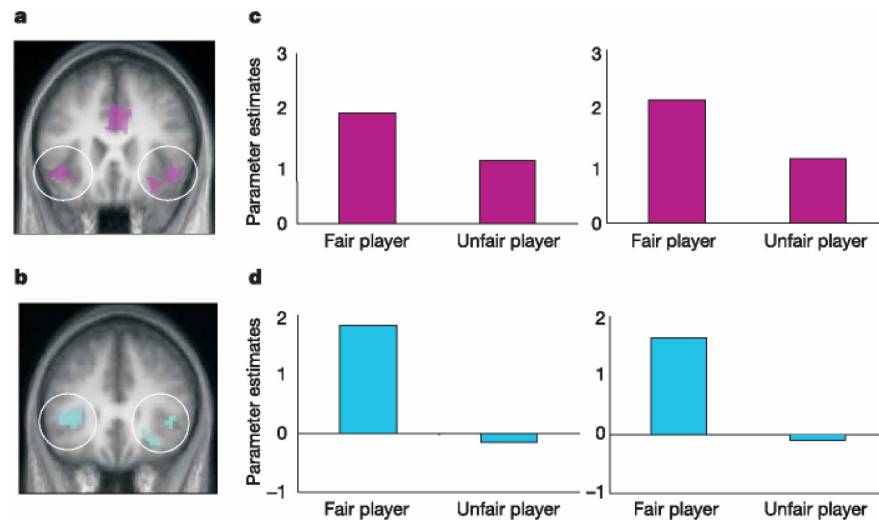 a
c
Parameter estimates
3
2
1
0
Fair player
Unfair player
3
2
1
0
Fair player
Unfair player
b
d
Parameter estimates
2
1
0
–1
Fair player
Unfair player
2
1
0
–1
Fair player
Unfair player